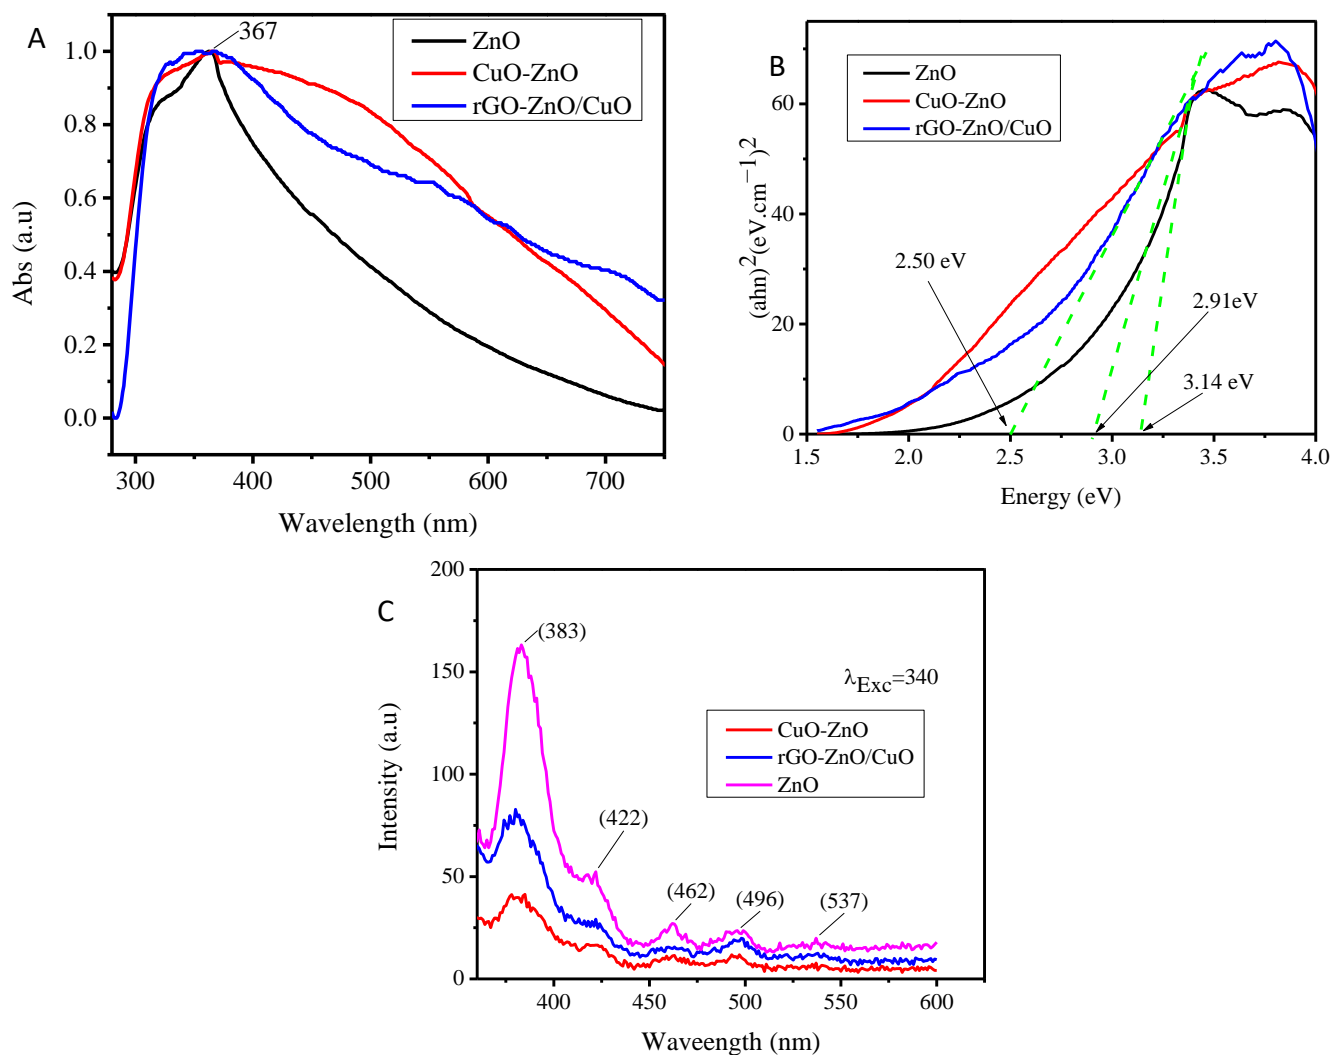 A
367
ZnO
CuO-ZnO
rGO-ZnO/CuO
1.0
0.8
0.6
0.4
0.2
0.0
Abs (a.u)
300
400
500
600
700
Wavelength (nm)
B
ZnO
CuO-ZnO
rGO-ZnO/CuO
60
40
20
0
(ahn)²(eV.cm⁻¹)²
2.50 eV
2.91eV
3.14 eV
1.5
2.0
2.5
3.0
3.5
4.0
Energy (eV)
C
(383)
(422)
(462)
(496)
(537)
λExc=340
CuO-ZnO
rGO-ZnO/CuO
ZnO
200
150
100
50
0
Intensity (a.u)
400
450
500
550
600
Waveength (nm)